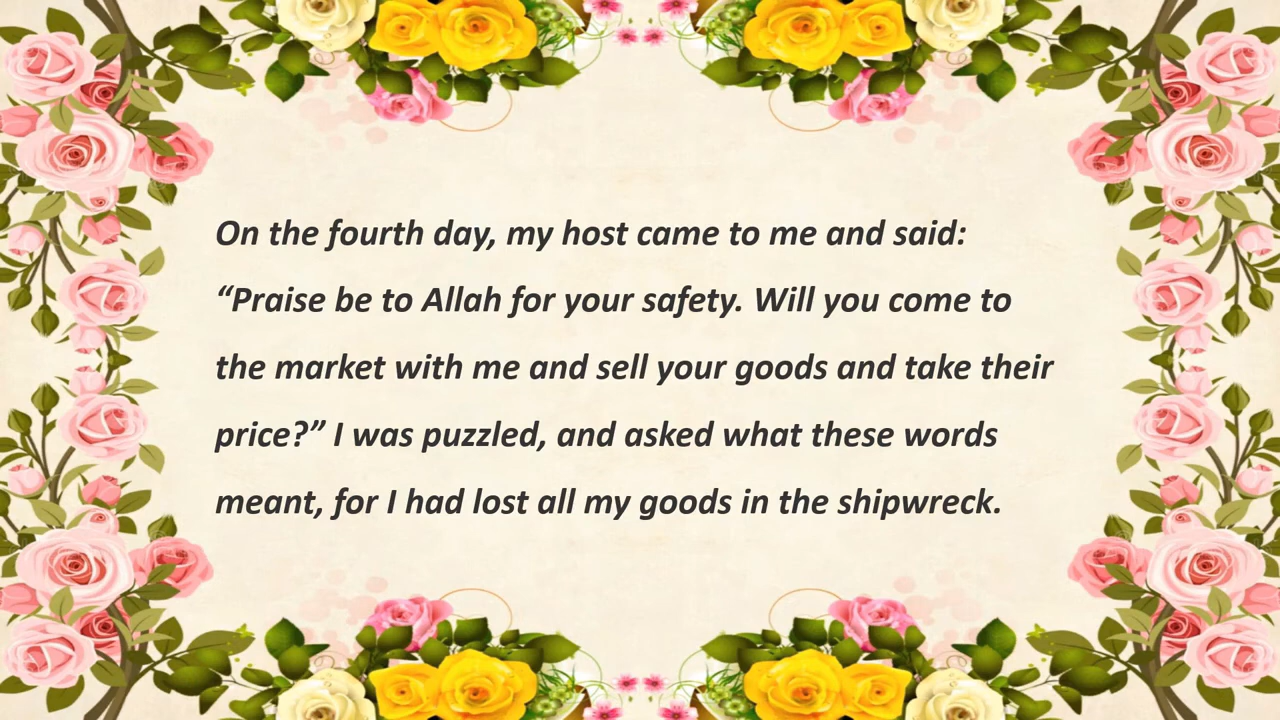 On the fourth day, my host came to me and said:
“Praise be to Allah for your safety. Will you come to
the market with me and sell your goods and take their
price?” I was puzzled, and asked what these words
meant, for I had lost all my goods in the shipwreck.